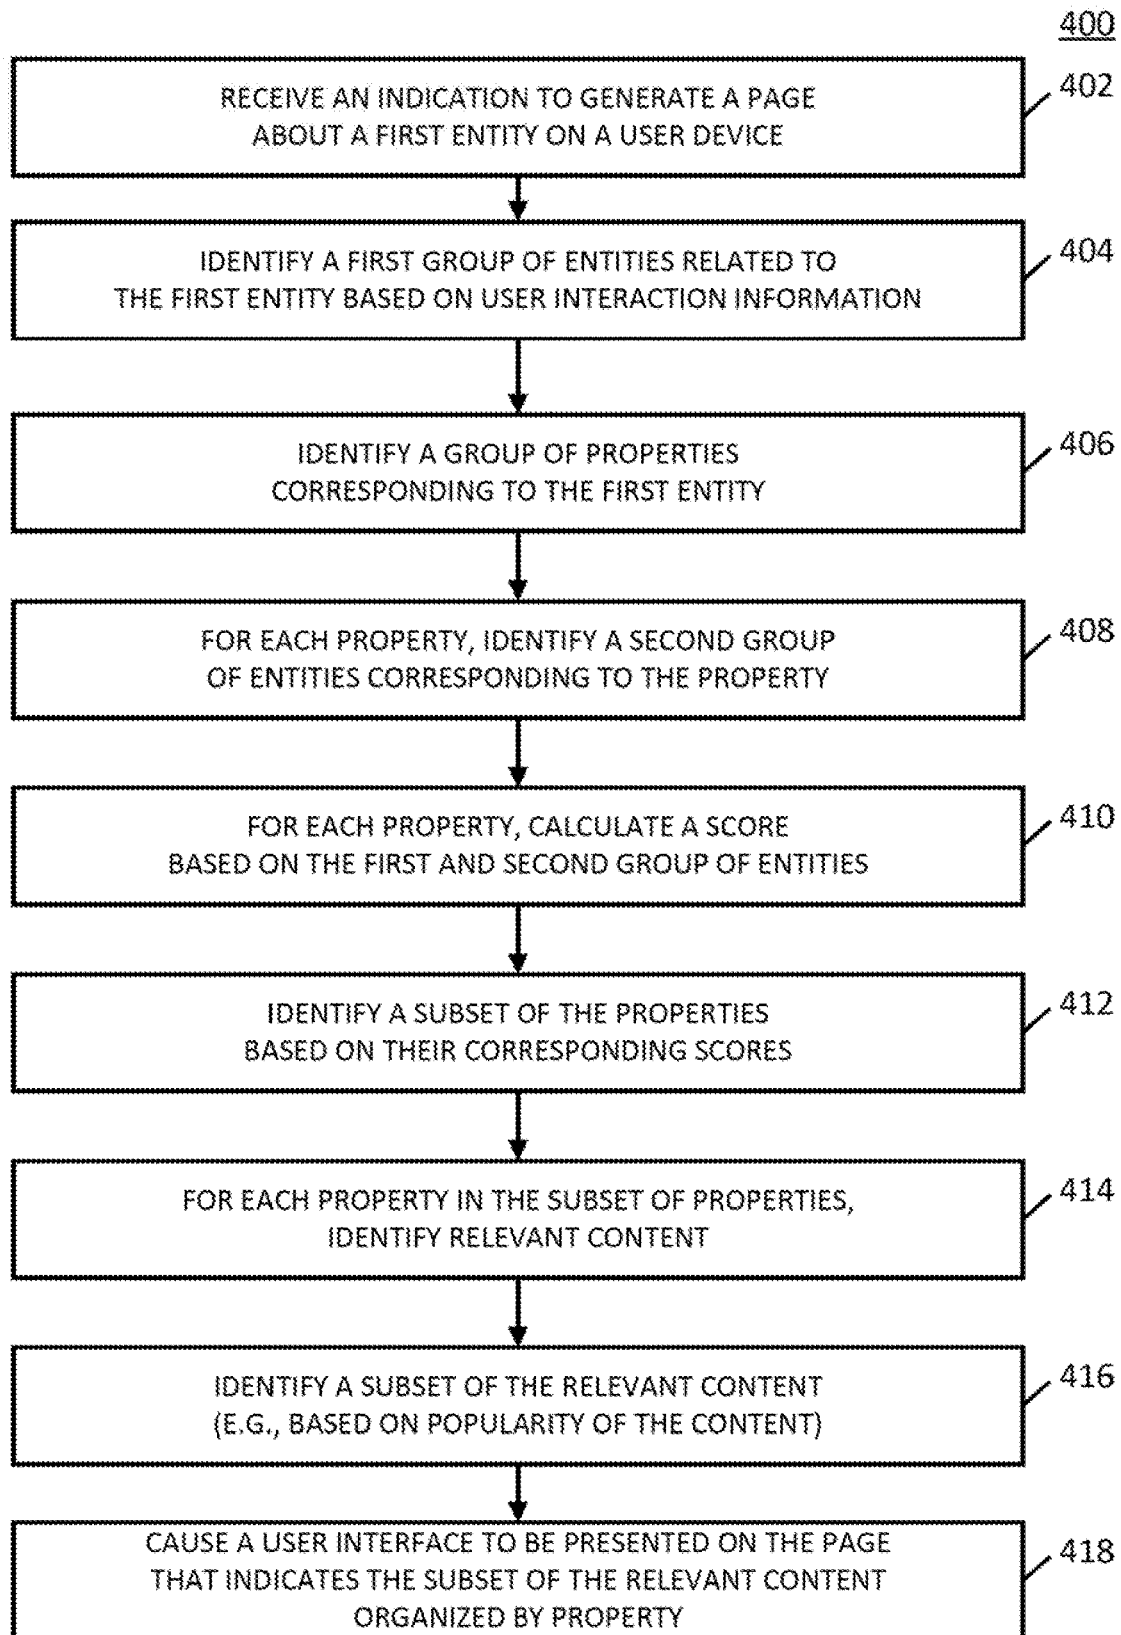 400
RECEIVE AN INDICATION TO GENERATE A PAGE
ABOUT A FIRST ENTITY ON A USER DEVICE
402
IDENTIFY A FIRST GROUP OF ENTITIES RELATED TO
THE FIRST ENTITY BASED ON USER INTERACTION INFORMATION
404
IDENTIFY A GROUP OF PROPERTIES
CORRESPONDING TO THE FIRST ENTITY
406
FOR EACH PROPERTY, IDENTIFY A SECOND GROUP
OF ENTITIES CORRESPONDING TO THE PROPERTY
408
FOR EACH PROPERTY, CALCULATE A SCORE
BASED ON THE FIRST AND SECOND GROUP OF ENTITIES
410
IDENTIFY A SUBSET OF THE PROPERTIES
BASED ON THEIR CORRESPONDING SCORES
412
FOR EACH PROPERTY IN THE SUBSET OF PROPERTIES,
IDENTIFY RELEVANT CONTENT
414
IDENTIFY A SUBSET OF THE RELEVANT CONTENT
(E.G., BASED ON POPULARITY OF THE CONTENT)
416
CAUSE A USER INTERFACE TO BE PRESENTED ON THE PAGE
THAT INDICATES THE SUBSET OF THE RELEVANT CONTENT
ORGANIZED BY PROPERTY
418